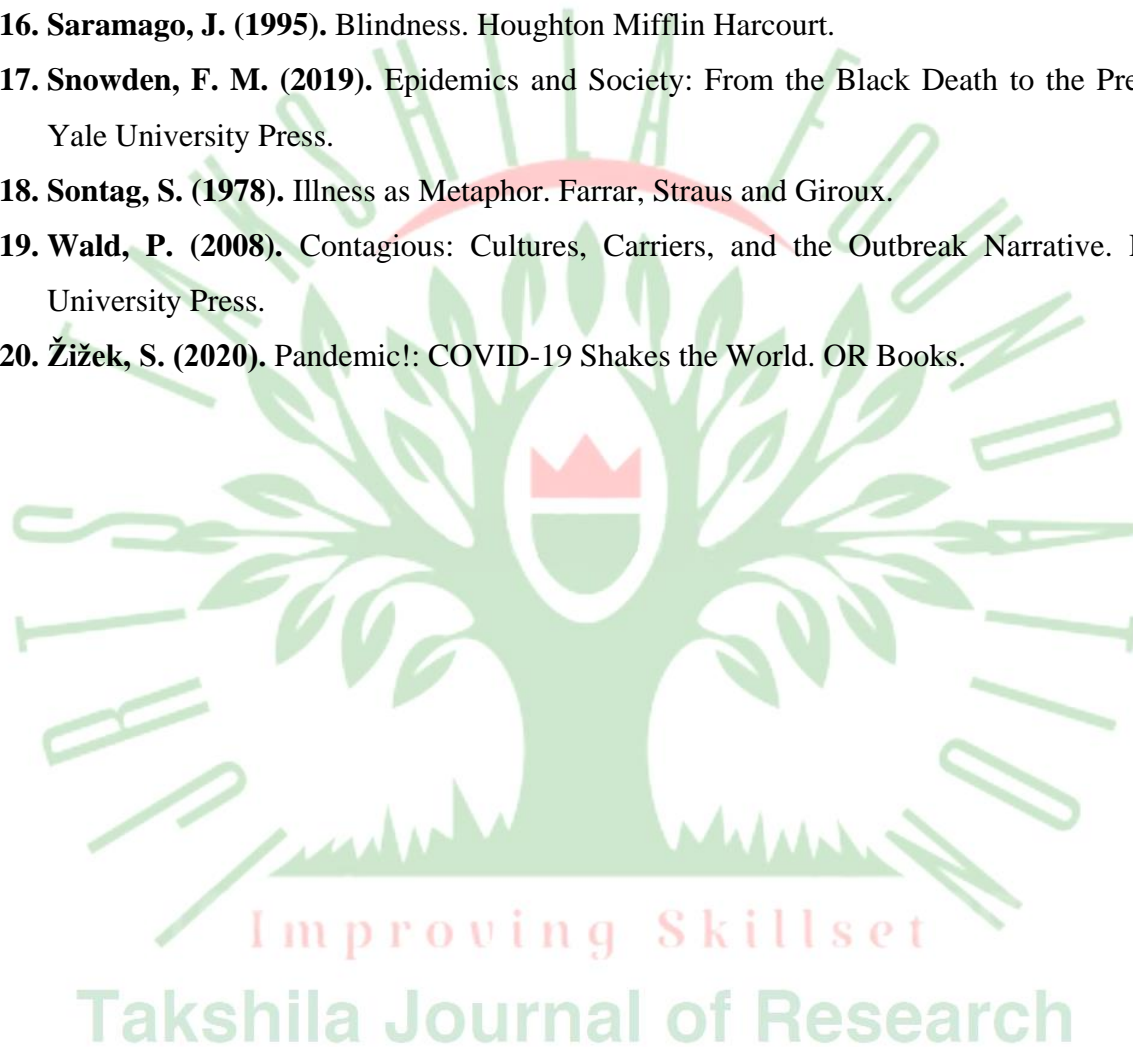 16. Saramago, J. (1995). Blindness. Houghton Mifflin Harcourt.
17. Snowden, F. M. (2019). Epidemics and Society: From the Black Death to the Pre
Yale University Press.
18. Sontag, S. (1978). Illness as Metaphor. Farrar, Straus and Giroux.
19. Wald, P. (2008). Contagious: Cultures, Carriers, and the Outbreak Narrative.
University Press.
20. Žižek, S. (2020). Pandemic!: COVID-19 Shakes the World. OR Books.
TAKSHILA FOUNDATION
Improving Skillset
Takshila Journal of Research